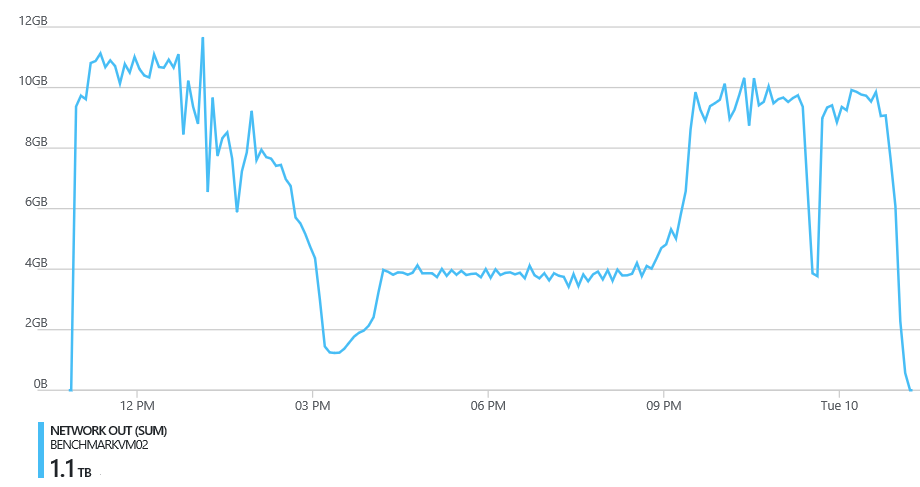 12GB
10GB
8GB
6GB
4GB
2GB
0B
12 PM 03 PM 06 PM 09 PM Tue 10
NETWORK OUT (SUM)
BENCHMARKVM02
1.1 TB